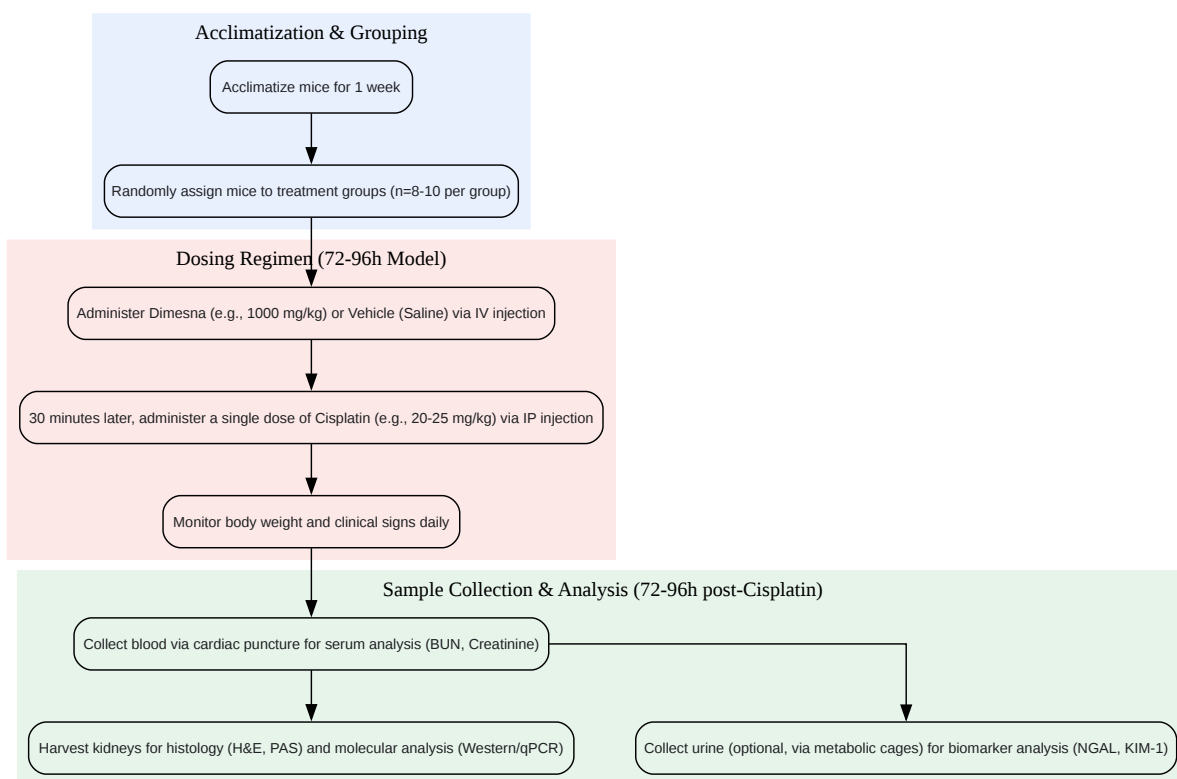 Acclimatization & Grouping
Acclimatize mice for 1 week
Randomly assign mice to treatment groups (n=8-10 per group)
Dosing Regimen (72-96h Model)
Administer Dimesna (e.g., 1000 mg/kg) or Vehicle (Saline) via IV injection
30 minutes later, administer a single dose of Cisplatin (e.g., 20-25 mg/kg) via IP injection
Monitor body weight and clinical signs daily
Sample Collection & Analysis (72-96h post-Cisplatin)
Collect blood via cardiac puncture for serum analysis (BUN, Creatinine)
Harvest kidneys for histology (H&E, PAS) and molecular analysis (Western/qPCR)
Collect urine (optional, via metabolic cages) for biomarker analysis (NGAL, KIM-1)